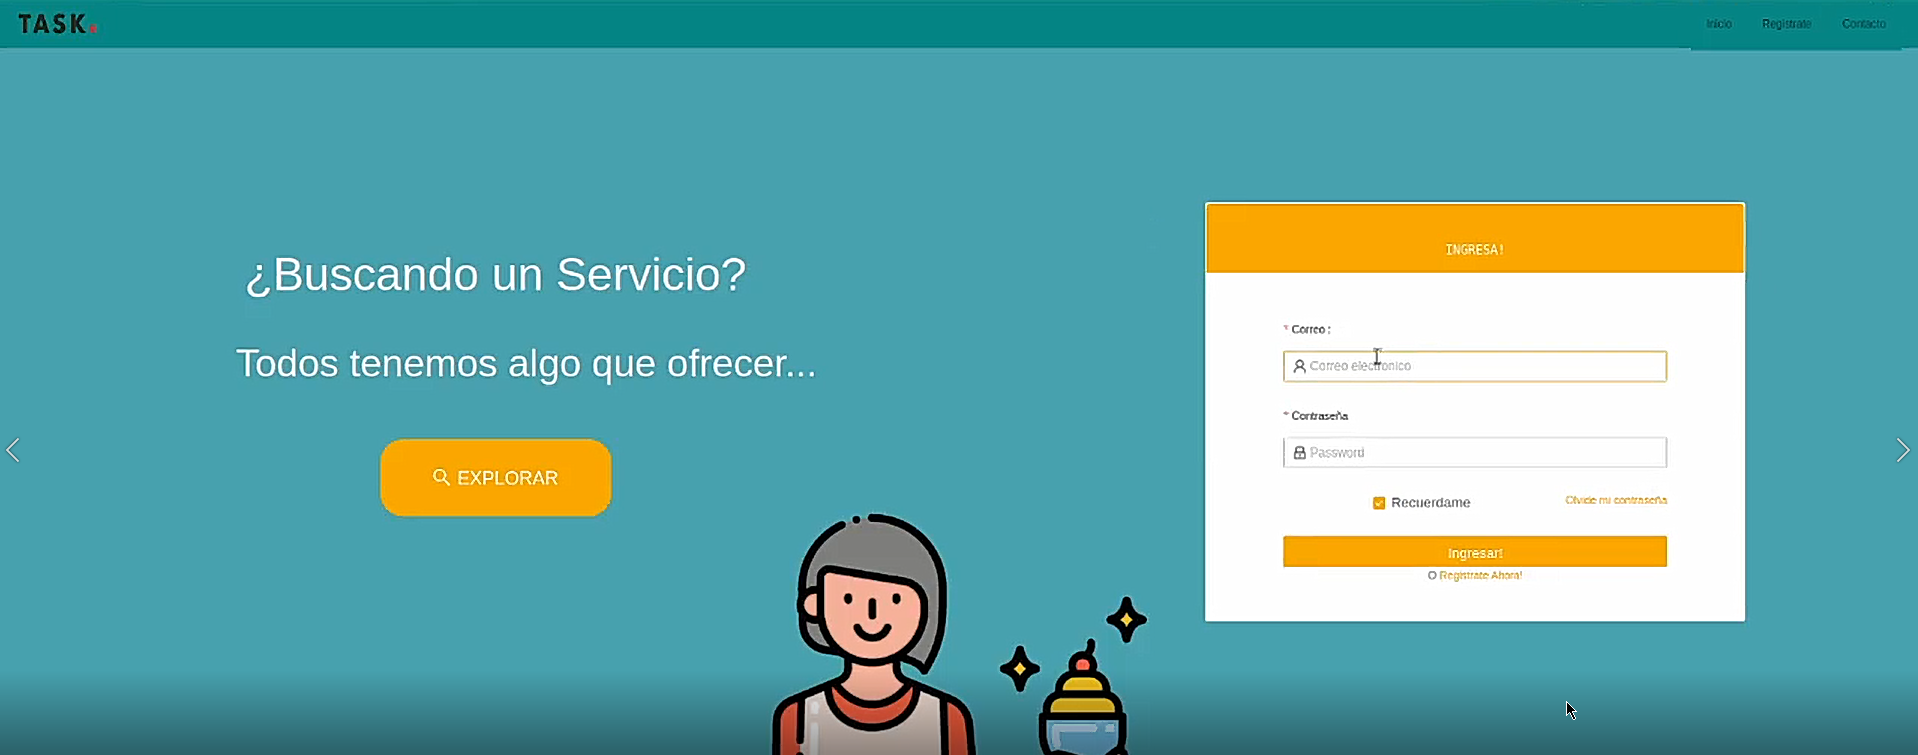 TASK.
Inicio Registrate Contacto
¿Buscando un Servicio?
Todos tenemos algo que ofrecer...
EXPLORAR
INGRESA!
* Correo :
Correo electronico
* Contraseña
Password
Recuerdame
Olvide mi contraseña
Ingresar!
O Registrate Ahora!